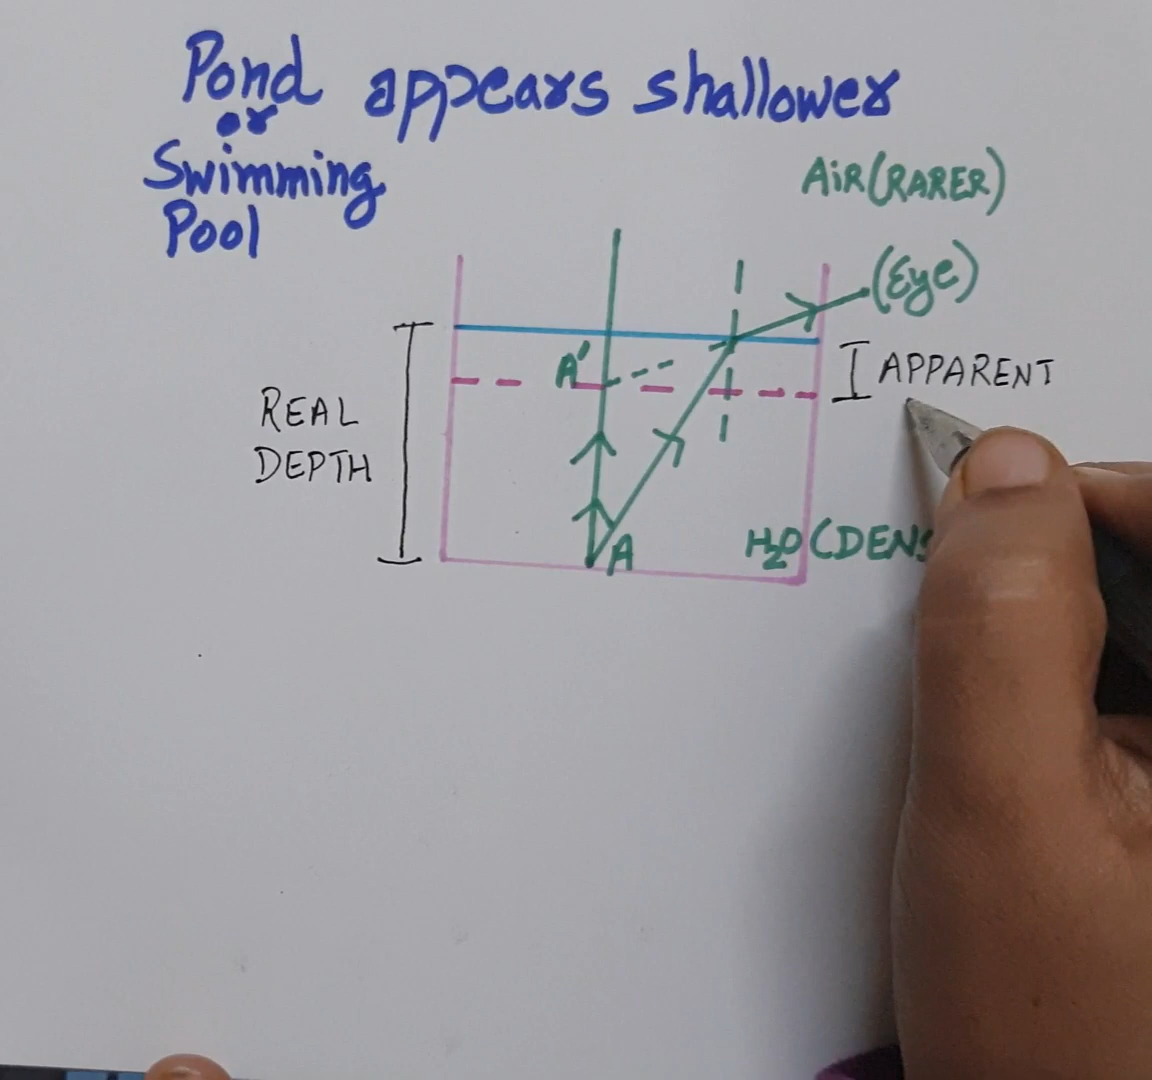 Pond appears shallower
or
Swimming
Pool
AiR (RARER)
(Eye)
A'
APPARENT
REAL
DEPTH
A
H2O (DENS